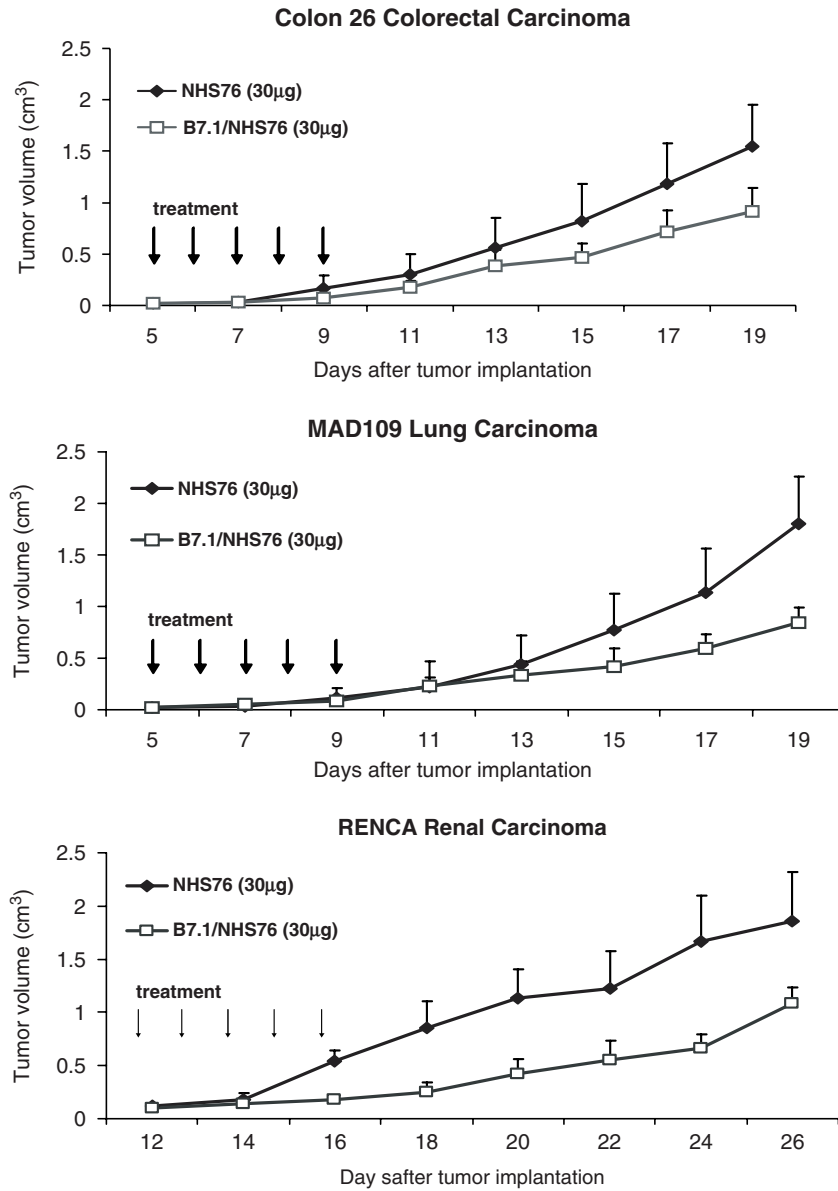 Colon 26 Colorectal Carcinoma
2.5
2
1.5
1
0.5
0
Tumor volume (cm³)
NHS76 (30µg)
B7.1/NHS76 (30µg)
treatment
5 7 9 11 13 15 17 19
Days after tumor implantation
MAD109 Lung Carcinoma
2.5
2
1.5
1
0.5
0
Tumor volume (cm³)
NHS76 (30µg)
B7.1/NHS76 (30µg)
treatment
5 7 9 11 13 15 17 19
Days after tumor implantation
RENCA Renal Carcinoma
2.5
2
1.5
1
0.5
0
Tumor volume (cm³)
NHS76 (30µg)
B7.1/NHS76 (30µg)
treatment
12 14 16 18 20 22 24 26
Day safter tumor implantation